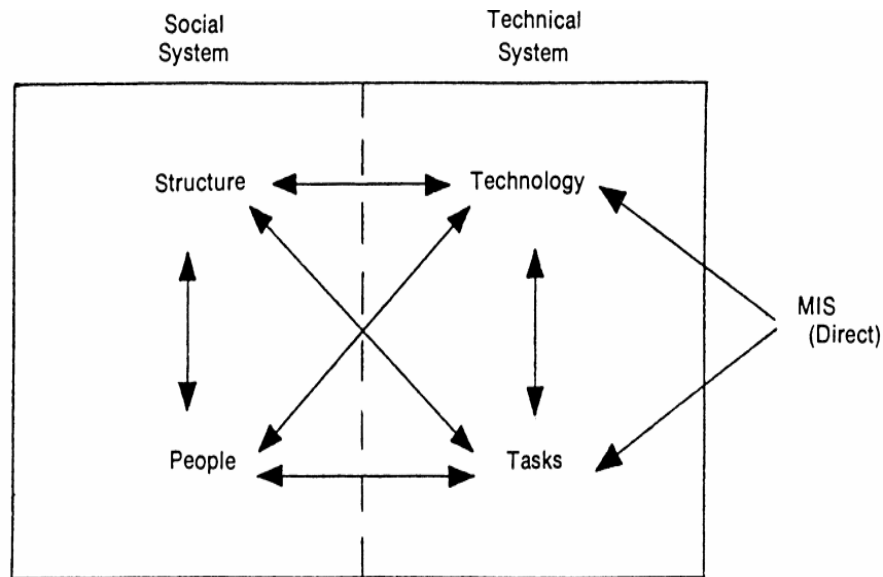 Social
System
Technical
System
Structure
Technology
MIS
(Direct)
People
Tasks